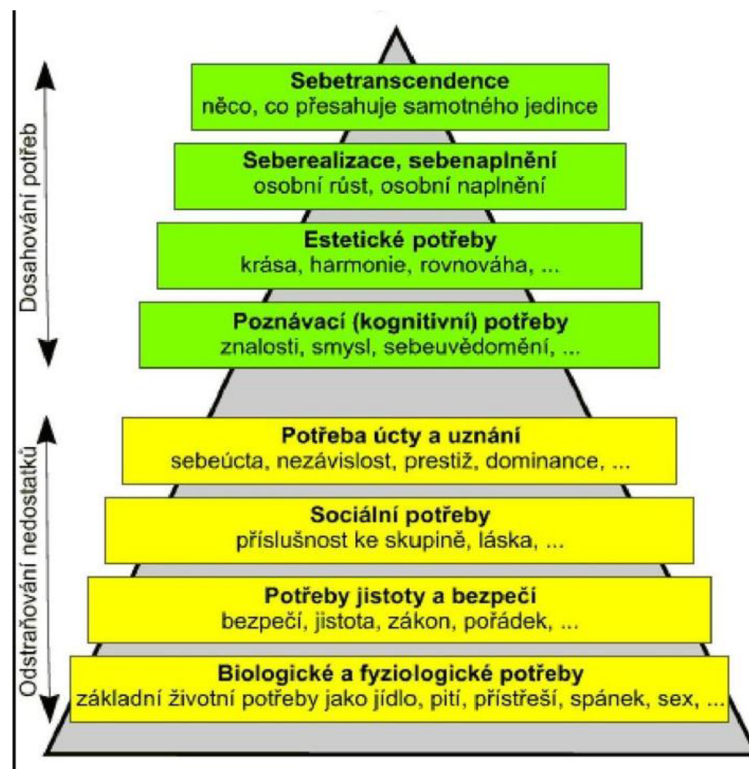 Sebetranscendence
něco, co přesahuje samotného jedince
Seberealizace, sebenaplnění
osobní růst, osobní naplnění
Estetické potřeby
krása, harmonie, rovnováha, ...
Poznávací (kognitivní) potřeby
znalosti, smysl, sebeuvědomění, ...
Dosahování potřeb
Potřeba úcty a uznání
sebeúcta, nezávislost, prestiž, dominance, ...
Sociální potřeby
příslušnost ke skupině, láska, ...
Potřeby jistoty a bezpečí
bezpečí, jistota, zákon, pořádek, ...
Biologické a fyziologické potřeby
základní životní potřeby jako jídlo, pití, přístřeší, spánek, sex, ...
Odstraňování nedostatků